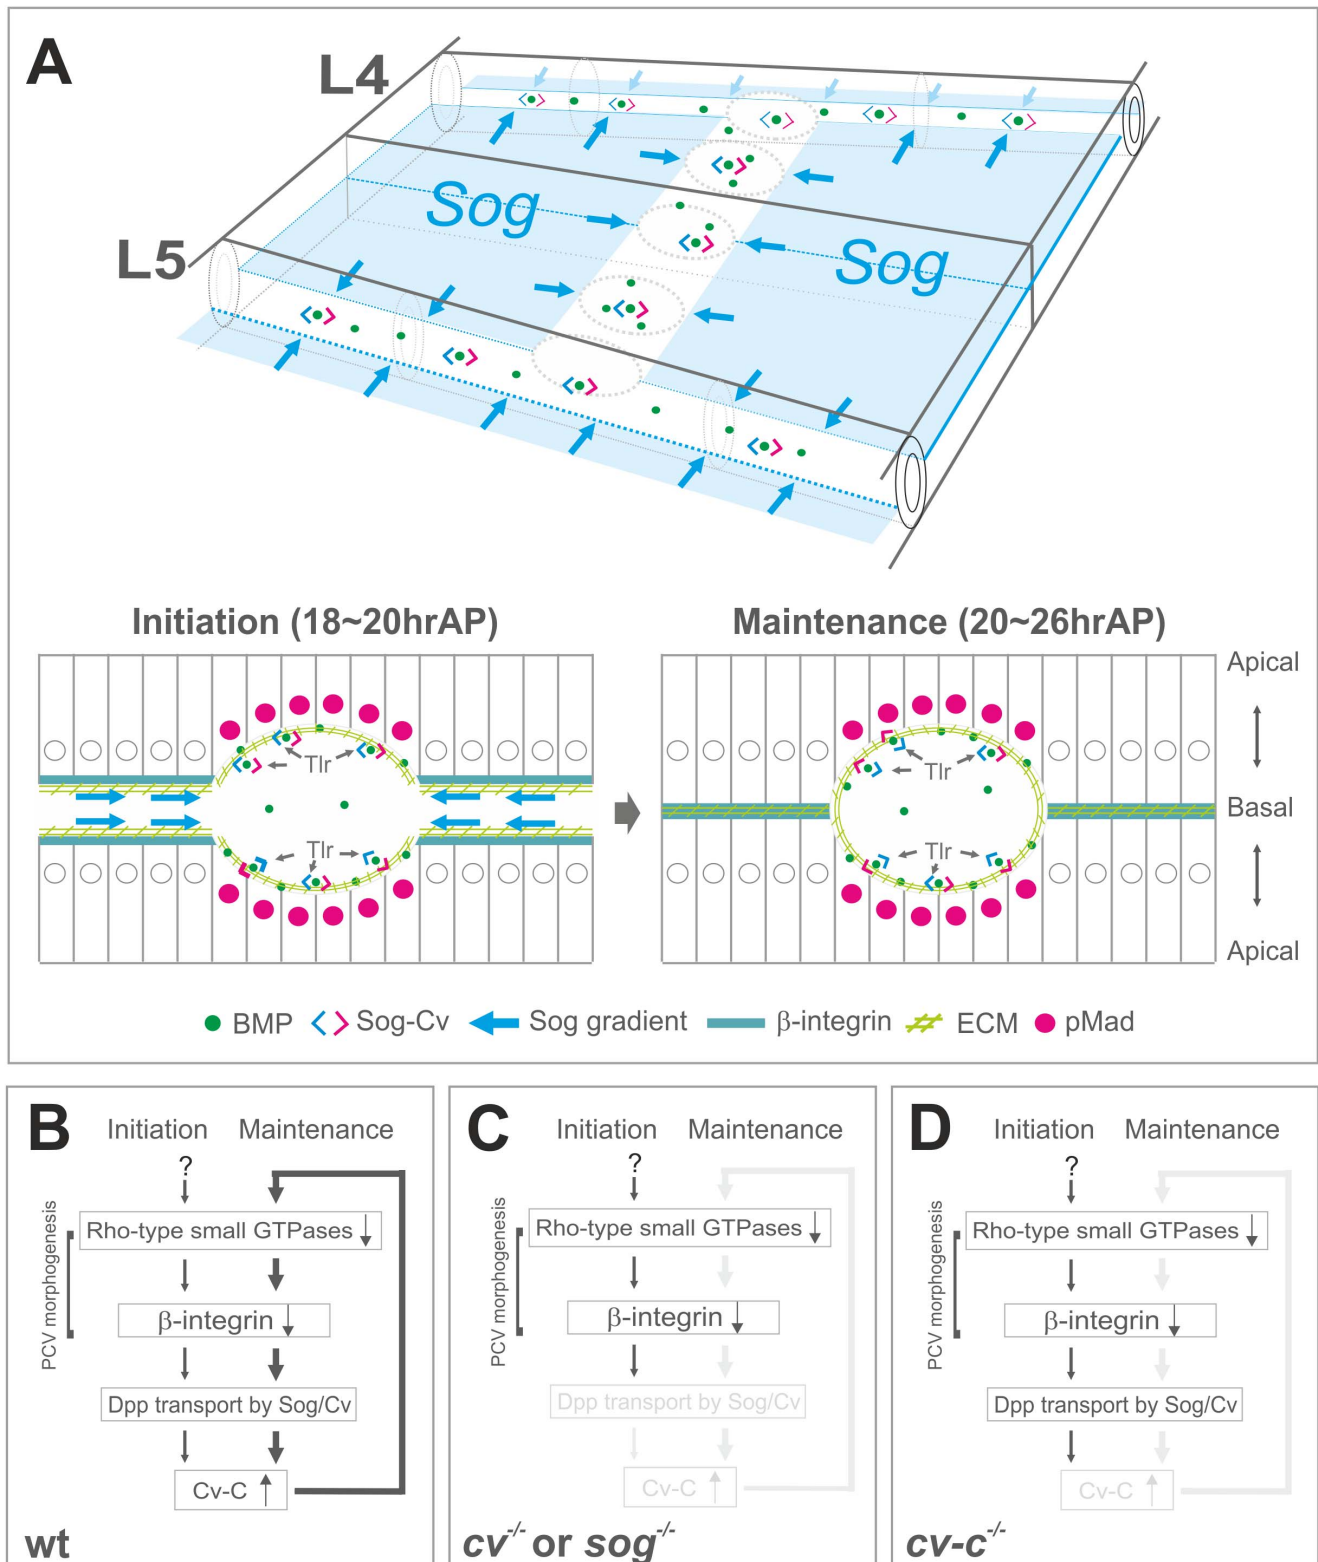 A
L4
L5
Sog
Sog
Initiation (18~20hrAP)
Maintenance (20~26hrAP)
Tlr
Tlr
Tlr
Tlr
Apical
Basal
Apical
BMP
Sog-Cv
Sog gradient
β-integrin
ECM
pMad
B
Initiation
Maintenance
?
PCV morphogenesis
Rho-type small GTPases ↓
β-integrin ↓
Dpp transport by Sog/Cv
Cv-C ↑
wt
C
Initiation
Maintenance
?
PCV morphogenesis
Rho-type small GTPases ↓
β-integrin ↓
Dpp transport by Sog/Cv
Cv-C ↑
cv-/- or sog-/-
D
Initiation
Maintenance
?
PCV morphogenesis
Rho-type small GTPases ↓
β-integrin ↓
Dpp transport by Sog/Cv
Cv-C ↑
cv-c-/-